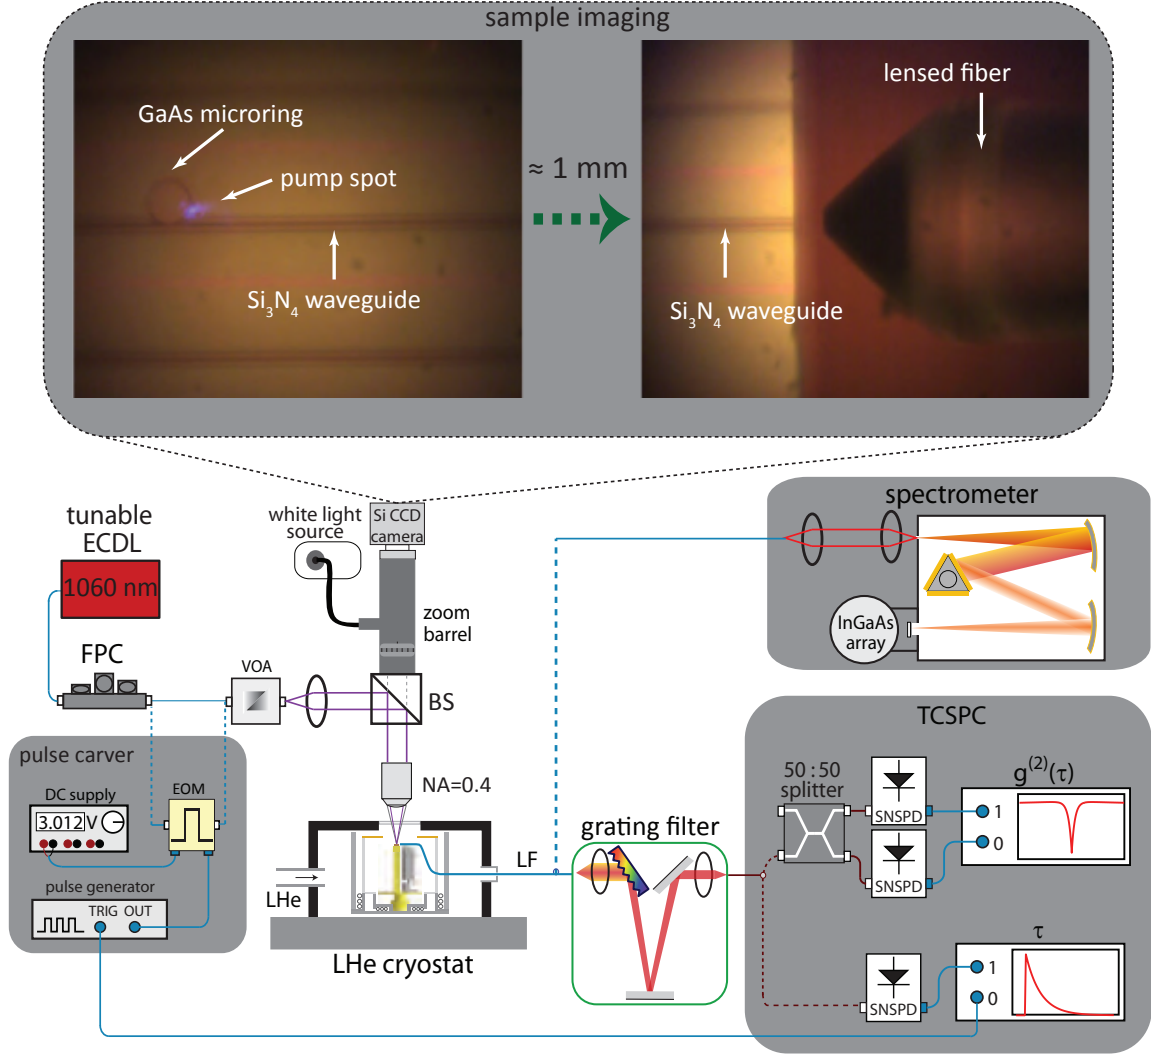 sample imaging
GaAs microring
pump spot
Si₃N₄ waveguide
≈ 1 mm
lensed fiber
Si₃N₄ waveguide
tunable
ECDL
1060 nm
FPC
VOA
white light
source
Si CCD
camera
zoom
barrel
BS
NA=0.4
pulse carver
DC supply
3.012 V
EOM
pulse generator
TRIG OUT
LHe
LHe cryostat
LF
grating filter
spectrometer
InGaAs
array
TCSPC
50 : 50
splitter
SNSPD
SNSPD
g⁽²⁾(τ)
1
0
SNSPD
τ
1
0